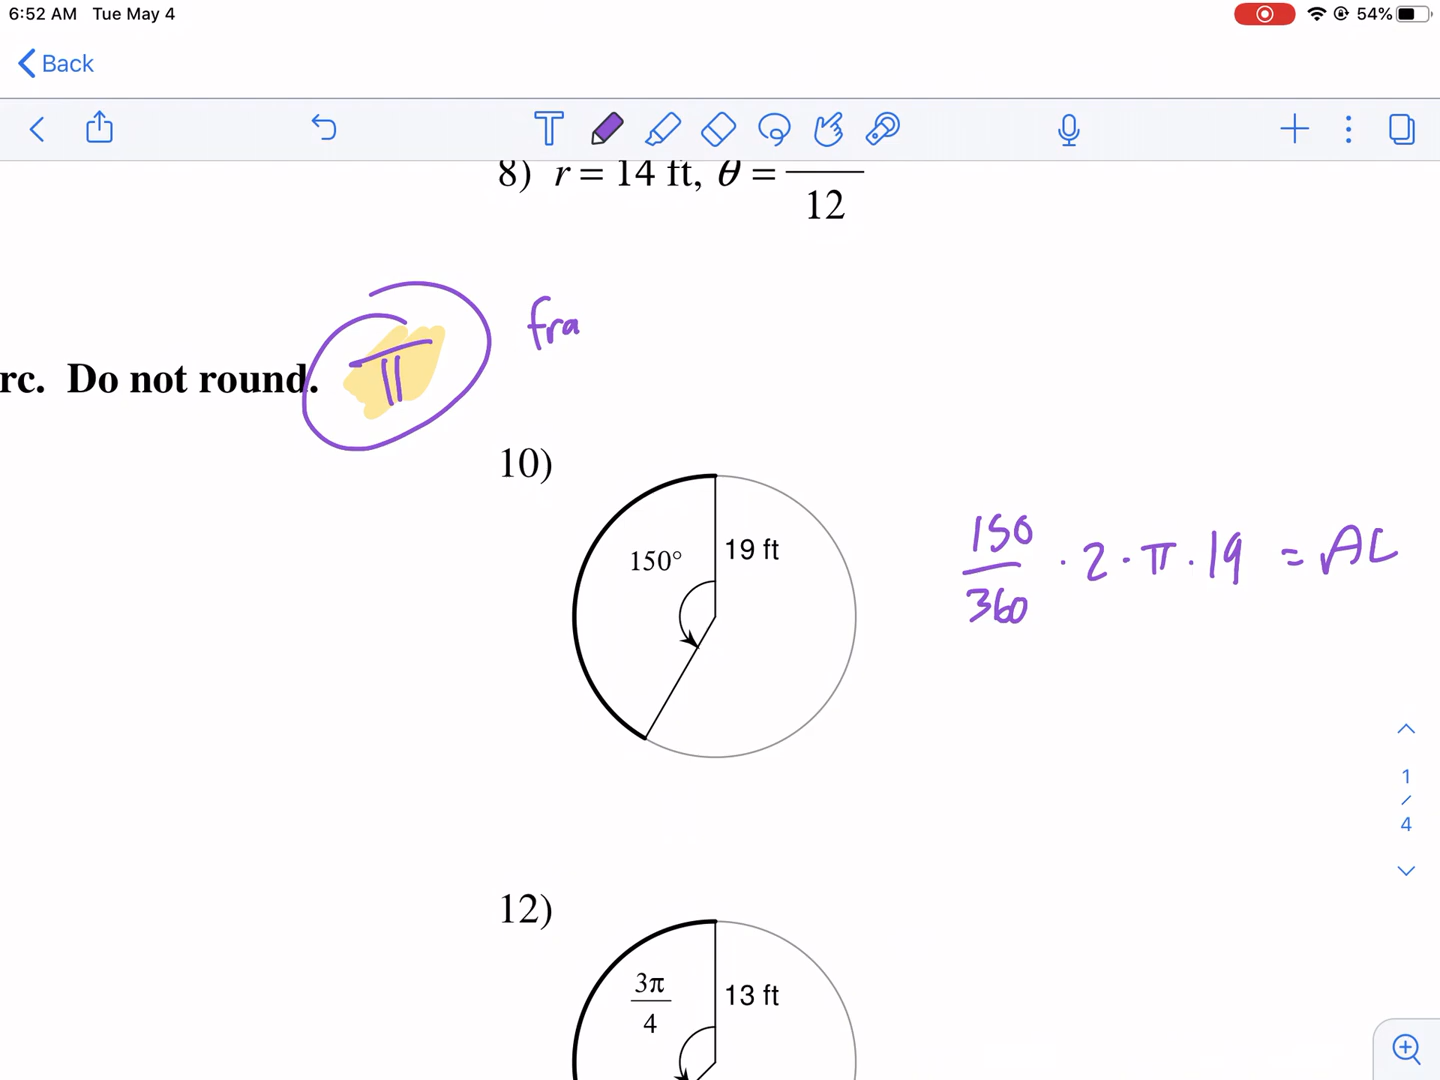 6:52 AM Tue May 4
54%
Back
8) r = 14 ft, θ =
12
fra
rc. Do not round. π
10)
150°
19 ft
150/360 · 2 · π · 19 = AL
1
/
4
12)
3π/4
13 ft